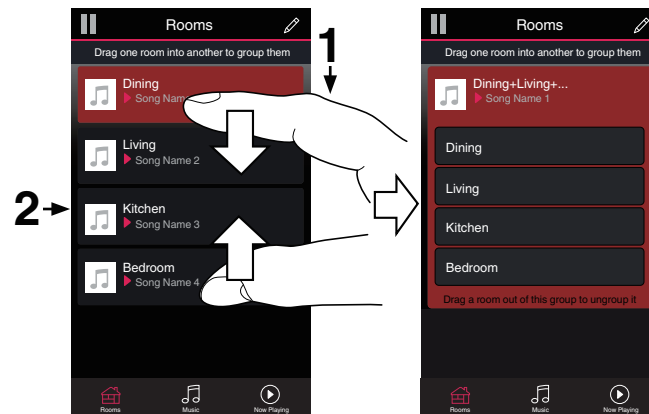 Rooms
Drag one room into another to group them
1
Dining
Song Nam
Living
Song Name 2
2
Kitchen
Song Name 3
Bedroom
Song Name 4
Rooms
Music
Now Playing
Rooms
Drag one room into another to group them
Dining+Living+...
Song Name 1
Dining
Living
Kitchen
Bedroom
Drag a room out of this group to ungroup it
Rooms
Music
Now Playing